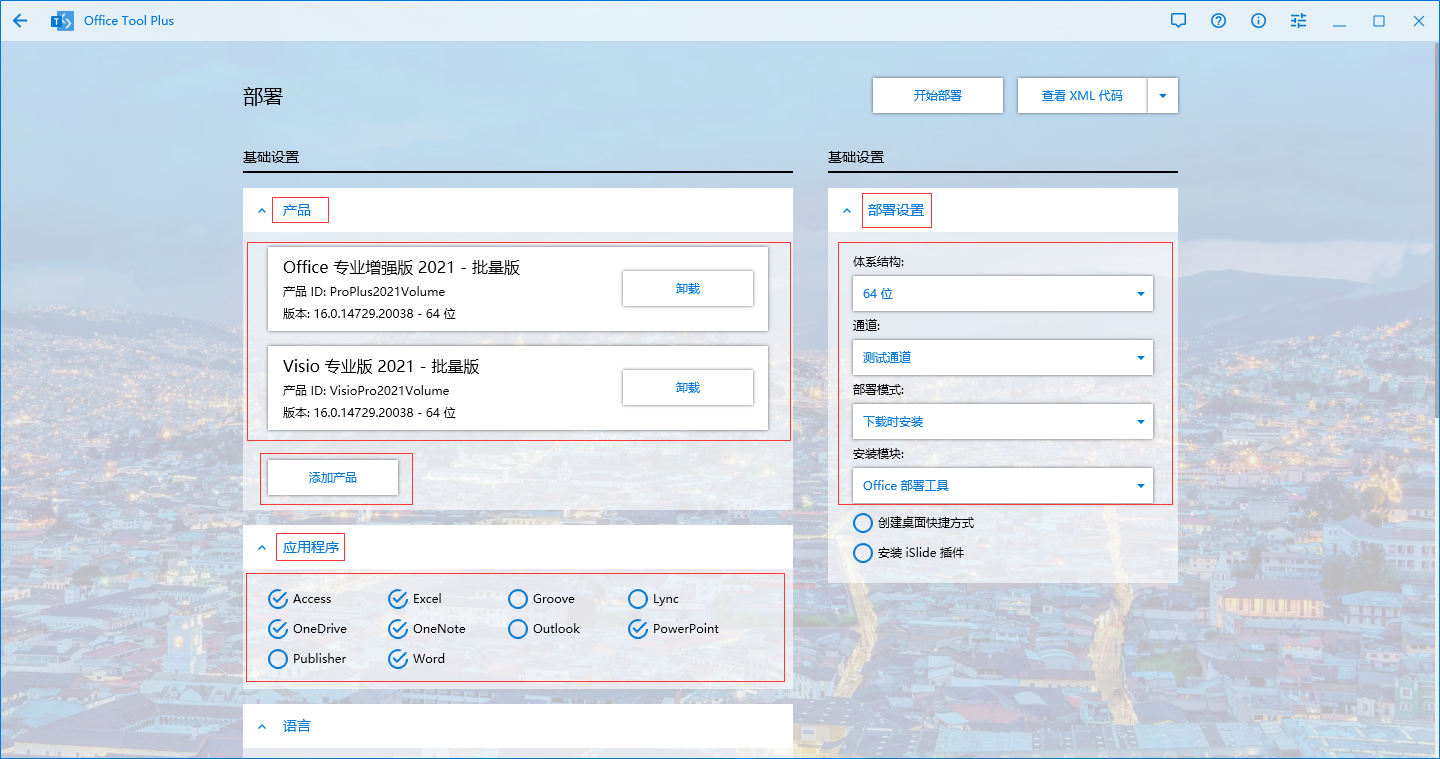 Office Tool Plus
部署
开始部署
查看 XML 代码
基础设置
产品
Office 专业增强版 2021 - 批量版
产品 ID: ProPlus2021Volume
版本: 16.0.14729.20038 - 64 位
卸载
Visio 专业版 2021 - 批量版
产品 ID: VisioPro2021Volume
版本: 16.0.14729.20038 - 64 位
卸载
添加产品
应用程序
Access Excel Groove Lync
OneDrive OneNote Outlook PowerPoint
Publisher Word
语言
基础设置
部署设置
体系结构:
64 位
通道:
测试通道
部署模式:
下载时安装
安装模块:
Office 部署工具
创建桌面快捷方式
安装 iSlide 插件